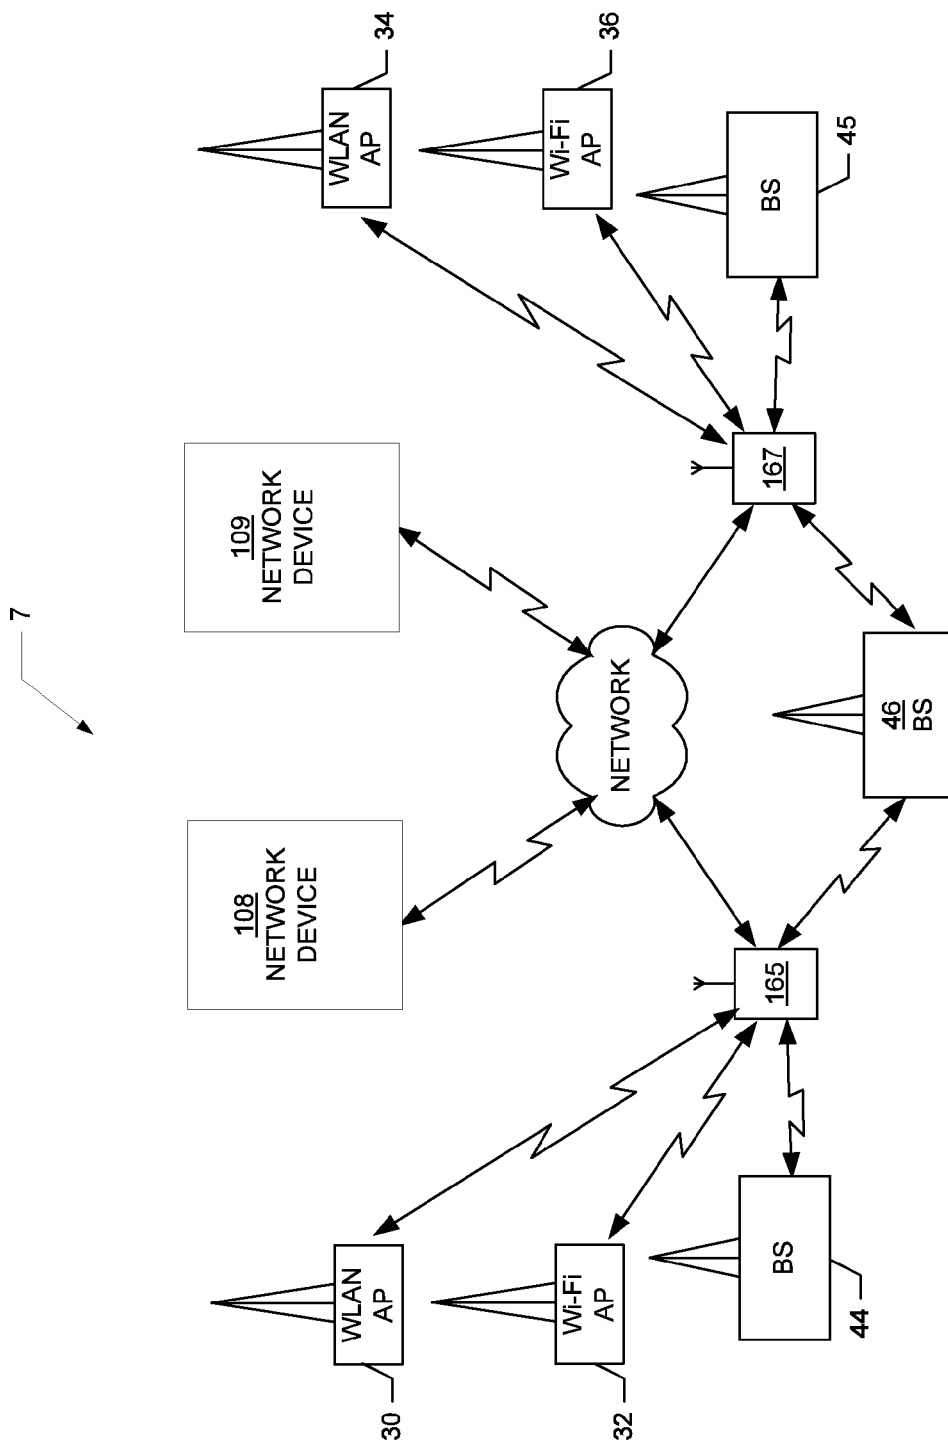 7
108
NETWORK
DEVICE
109
NETWORK
DEVICE
WLAN
AP
30
WLAN
AP
34
Wi-Fi
AP
32
NETWORK
Wi-Fi
AP
36
165
167
BS
44
46
BS
BS
45